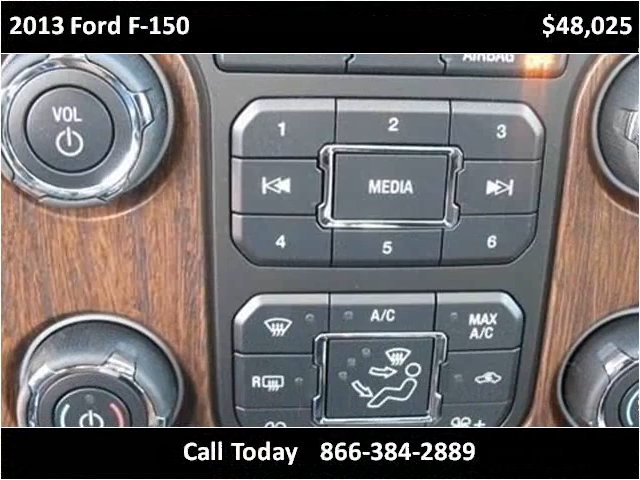 2013 Ford F-150 $48,025
AIRBAG OFF
VOL
1 2 3
MEDIA
4 5 6
A/C
MAX
A/C
R
Call Today 866-384-2889